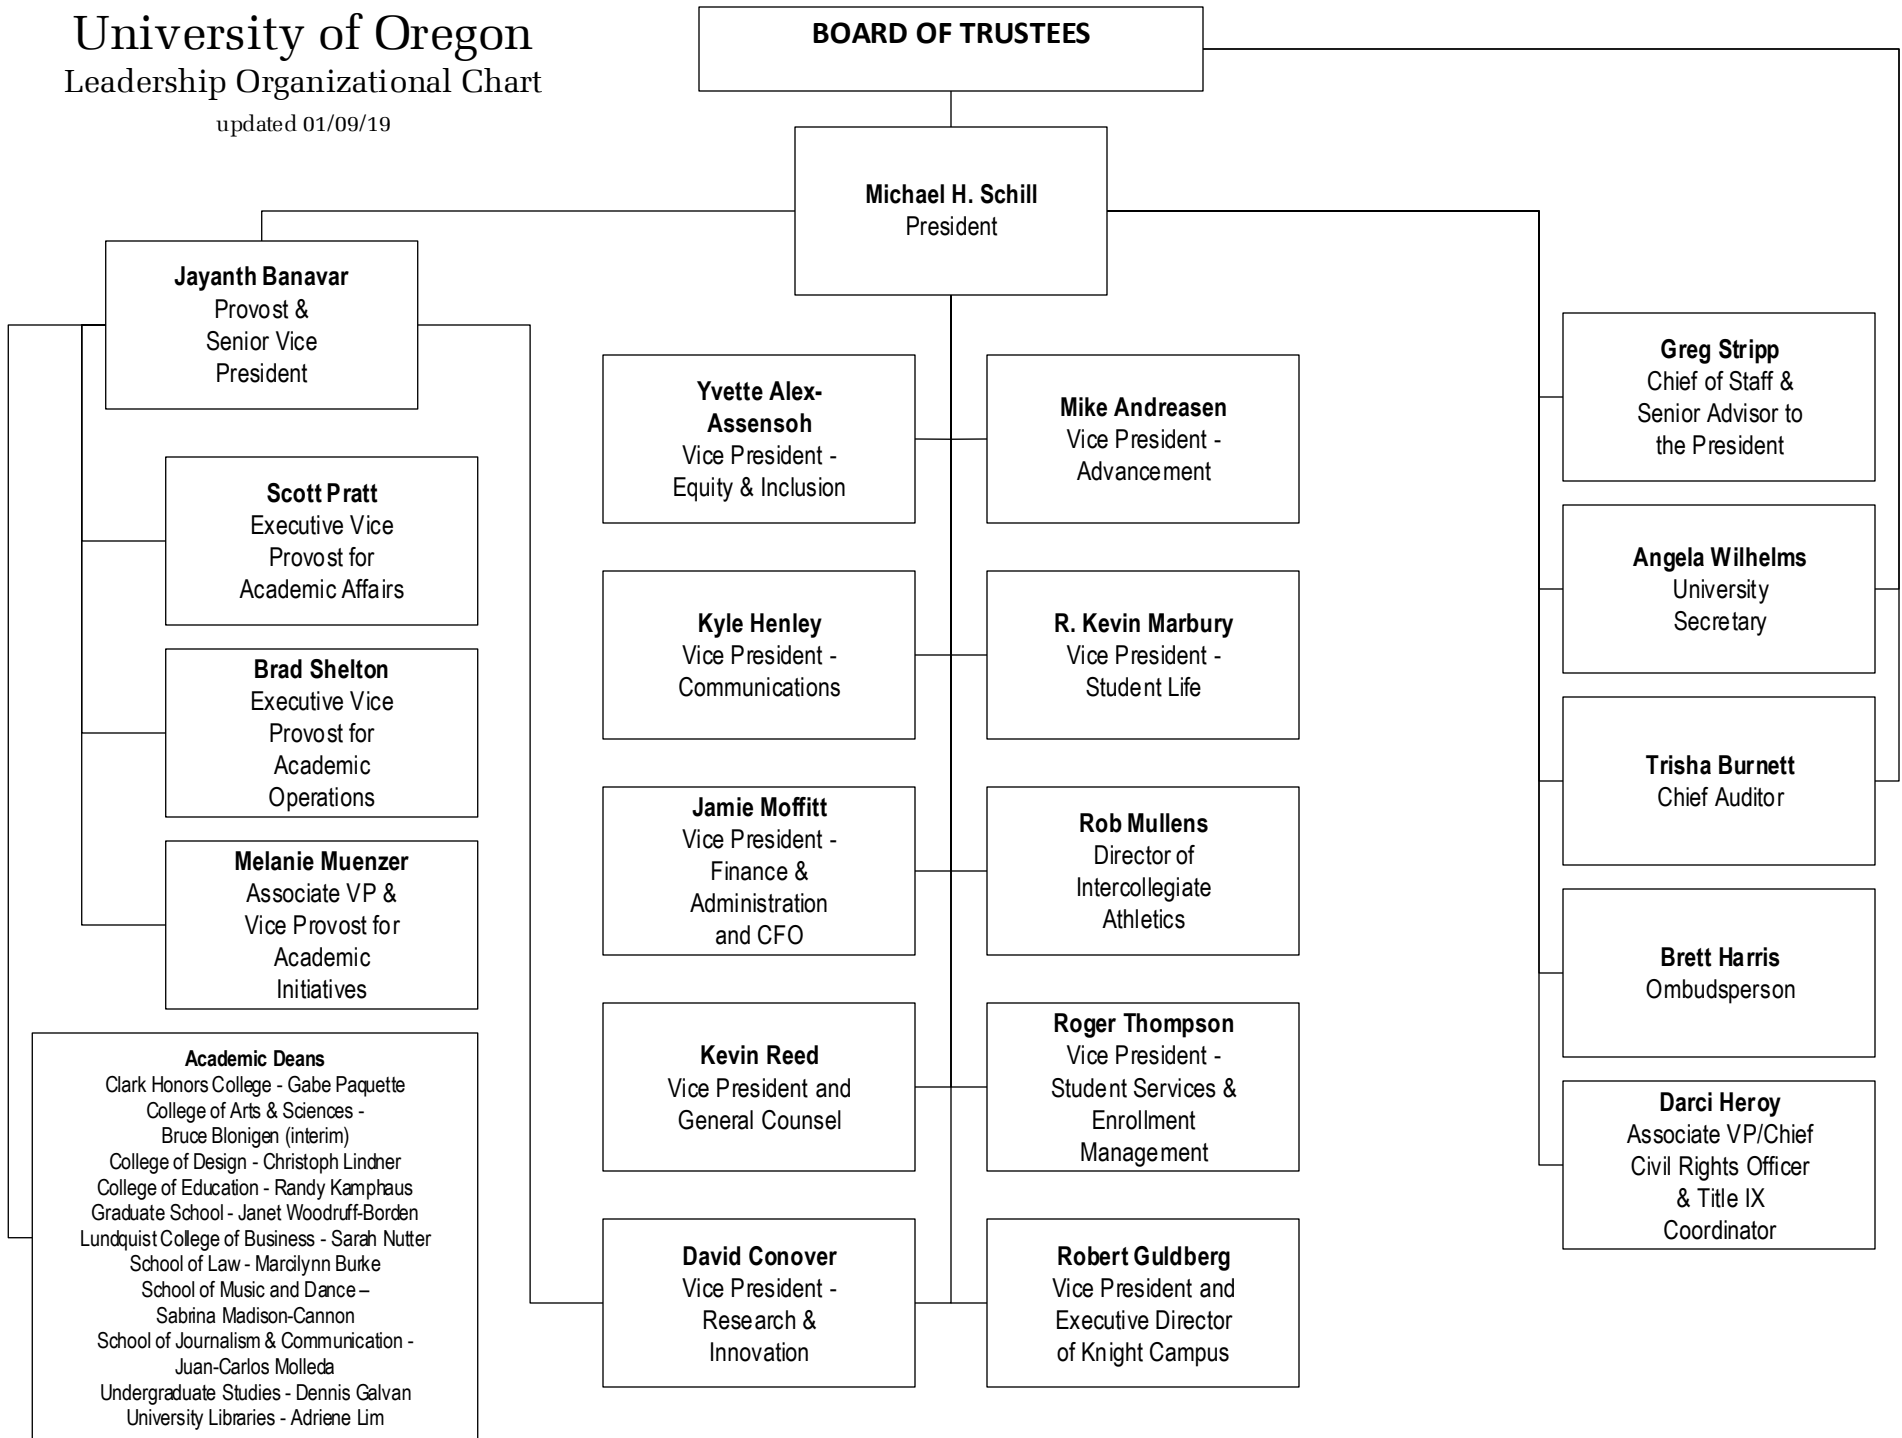 University of Oregon
Leadership Organizational Chart
updated 01/09/19
BOARD OF TRUSTEES
Michael H. Schill
President
Jayanth Banavar
Provost &
Senior Vice
President
Scott Pratt
Executive Vice
Provost for
Academic Affairs
Brad Shelton
Executive Vice
Provost for
Academic
Operations
Melanie Muenzer
Associate VP &
Vice Provost for
Academic
Initiatives
Academic Deans
Clark Honors College - Gabe Paquette
College of Arts & Sciences -
Bruce Blonigen (interim)
College of Design - Christoph Lindner
College of Education - Randy Kamphaus
Graduate School - Janet Woodruff-Borden
Lundquist College of Business - Sarah Nutter
School of Law - Marcilynn Burke
School of Music and Dance –
Sabrina Madison-Cannon
School of Journalism & Communication -
Juan-Carlos Molleda
Undergraduate Studies - Dennis Galvan
University Libraries - Adriene Lim
Yvette Alex-
Assensoh
Vice President -
Equity & Inclusion
Mike Andreasen
Vice President -
Advancement
Kyle Henley
Vice President -
Communications
R. Kevin Marbury
Vice President -
Student Life
Jamie Moffitt
Vice President -
Finance &
Administration
and CFO
Rob Mullens
Director of
Intercollegiate
Athletics
Kevin Reed
Vice President and
General Counsel
Roger Thompson
Vice President -
Student Services &
Enrollment
Management
David Conover
Vice President -
Research &
Innovation
Robert Guldberg
Vice President and
Executive Director
of Knight Campus
Greg Stripp
Chief of Staff &
Senior Advisor to
the President
Angela Wilhelms
University
Secretary
Trisha Burnett
Chief Auditor
Brett Harris
Ombudsperson
Darci Heroy
Associate VP/Chief
Civil Rights Officer
& Title IX
Coordinator